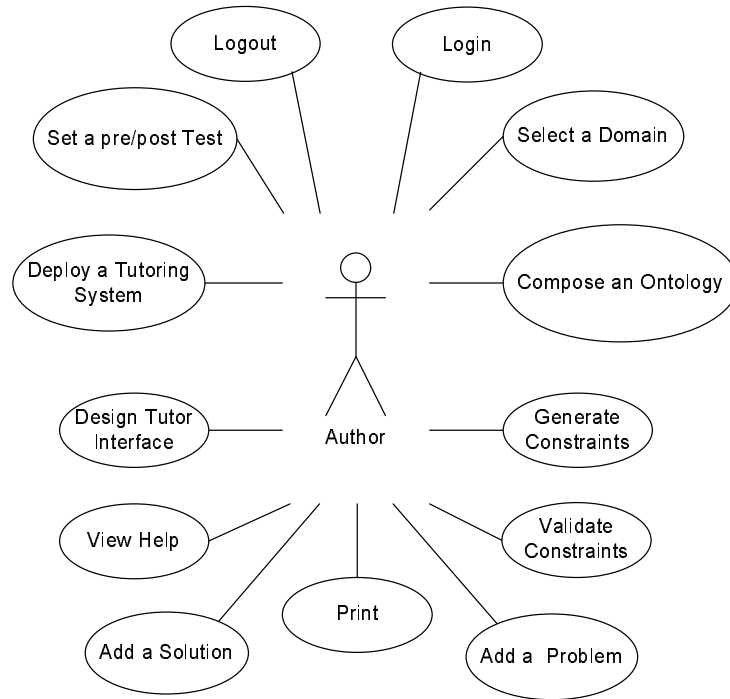 Logout
Login
Set a pre/post Test
Select a Domain
Deploy a Tutoring
System
Compose an Ontology
Design Tutor
Interface
Author
Generate
Constraints
View Help
Validate
Constraints
Print
Add a Solution
Add a  Problem